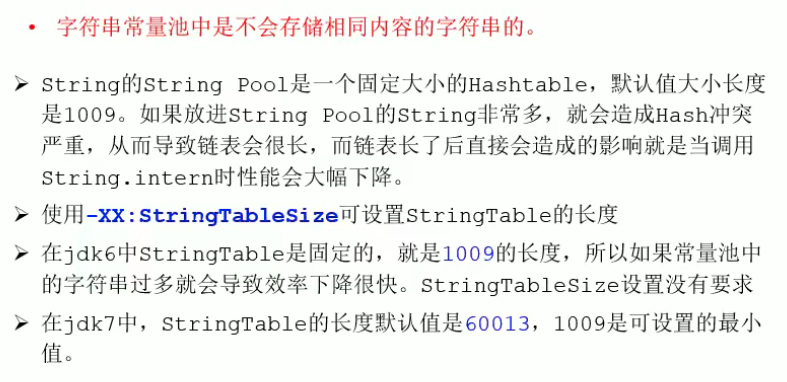 • 字符串常量池中是不会存储相同内容的字符串的。
➢ String的String Pool是一个固定大小的Hashtable，默认值大小长度
是1009。如果放进String Pool的String非常多，就会造成Hash冲突
严重，从而导致链表会很长，而链表长了后直接会造成的影响就是当调用
String.intern时性能会大幅下降。
➢ 使用-XX:StringTableSize可设置StringTable的长度
➢ 在jdk6中StringTable是固定的，就是1009的长度，所以如果常量池中
的字符串过多就会导致效率下降很快。StringTableSize设置没有要求
➢ 在jdk7中，StringTable的长度默认值是60013，1009是可设置的最小
值。